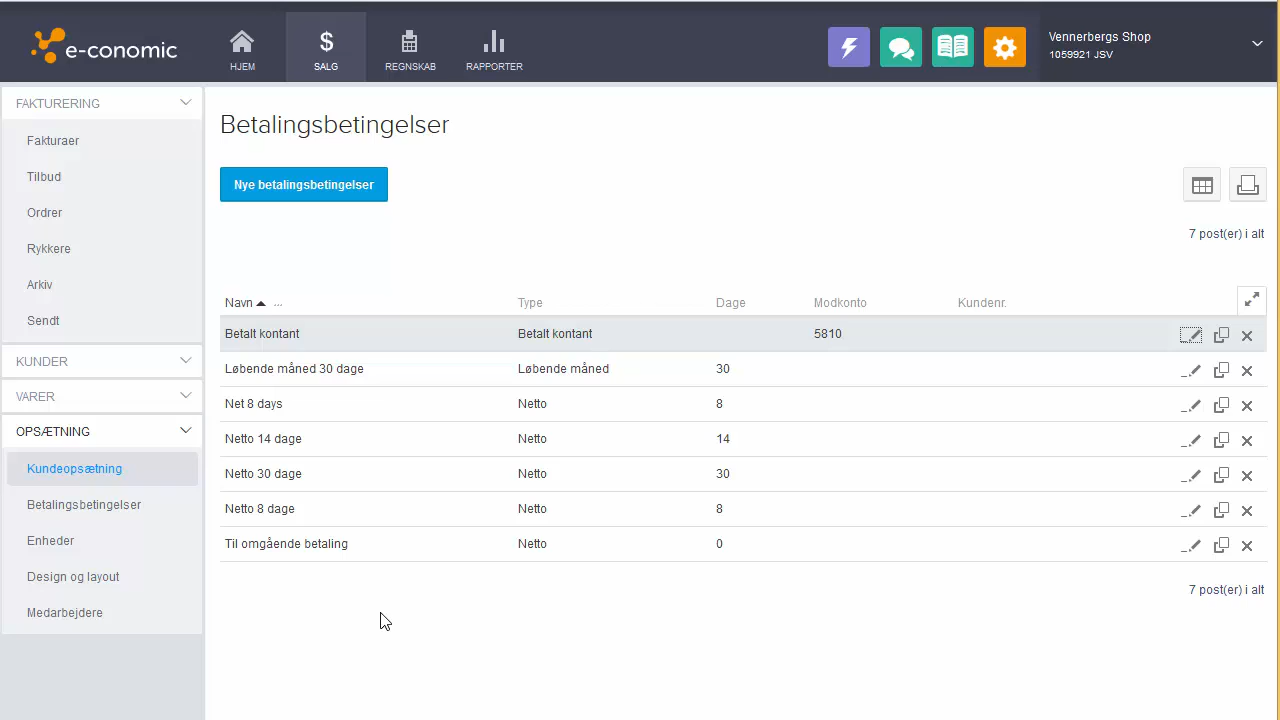 e-conomic
HJEM
$
SALG
REGNSKAB
RAPPORTER
Vennerbergs Shop
1059921 JSV
FAKTURERING
Fakturaer
Tilbud
Ordrer
Rykkere
Arkiv
Sendt
KUNDER
VARER
OPSÆTNING
Kundeopsætning
Betalingsbetingelser
Enheder
Design og layout
Medarbejdere
Betalingsbetingelser
Nye betalingsbetingelser
7 post(er) i alt
Navn ... Type Dage Modkonto Kundenr.
Betalt kontant Betalt kontant 5810
Løbende måned 30 dage Løbende måned 30
Net 8 days Netto 8
Netto 14 dage Netto 14
Netto 30 dage Netto 30
Netto 8 dage Netto 8
Til omgående betaling Netto 0
7 post(er) i alt